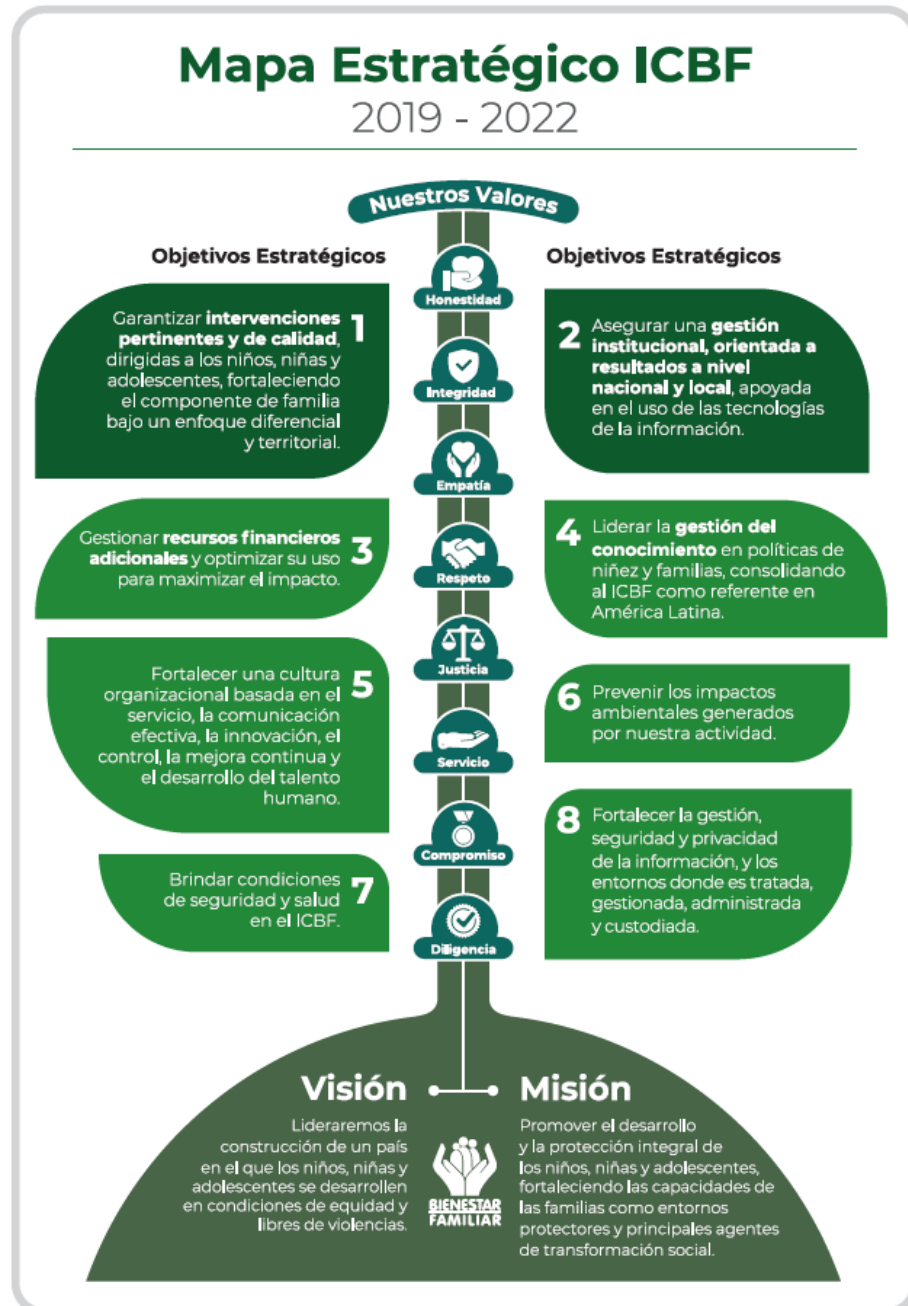 Mapa Estratégico ICBF
2019 - 2022
Nuestros Valores
Objetivos Estratégicos
Objetivos Estratégicos
Honestidad
1
Garantizar intervenciones
pertinentes y de calidad,
dirigidas a los niños, niñas y
adolescentes, fortaleciendo
el componente de familia
bajo un enfoque diferencial
y territorial.
2
Asegurar una gestión
institucional, orientada a
resultados a nivel
nacional y local, apoyada
en el uso de las tecnologías
de la información.
Integridad
Empatía
3
Gestionar recursos financieros
adicionales y optimizar su uso
para maximizar el impacto.
4
Liderar la gestión del
conocimiento en políticas de
niñez y familias, consolidando
al ICBF como referente en
América Latina.
Respeto
Justicia
5
Fortalecer una cultura
organizacional basada en el
servicio, la comunicación
efectiva, la innovación, el
control, la mejora continua y
el desarrollo del talento
humano.
6
Prevenir los impactos
ambientales generados
por nuestra actividad.
Servicio
Compromiso
7
Brindar condiciones
de seguridad y salud
en el ICBF.
8
Fortalecer la gestión,
seguridad y privacidad
de la información, y los
entornos donde es tratada,
gestionada, administrada
y custodiada.
Diligencia
Visión
Lideraremos la
construcción de un país
en el que los niños, niñas y
adolescentes se desarrollen
en condiciones de equidad y
libres de violencias.
BIENESTAR
FAMILIAR
Misión
Promover el desarrollo
y la protección integral de
los niños, niñas y adolescentes,
fortaleciendo las capacidades de
las familias como entornos
protectores y principales agentes
de transformación social.